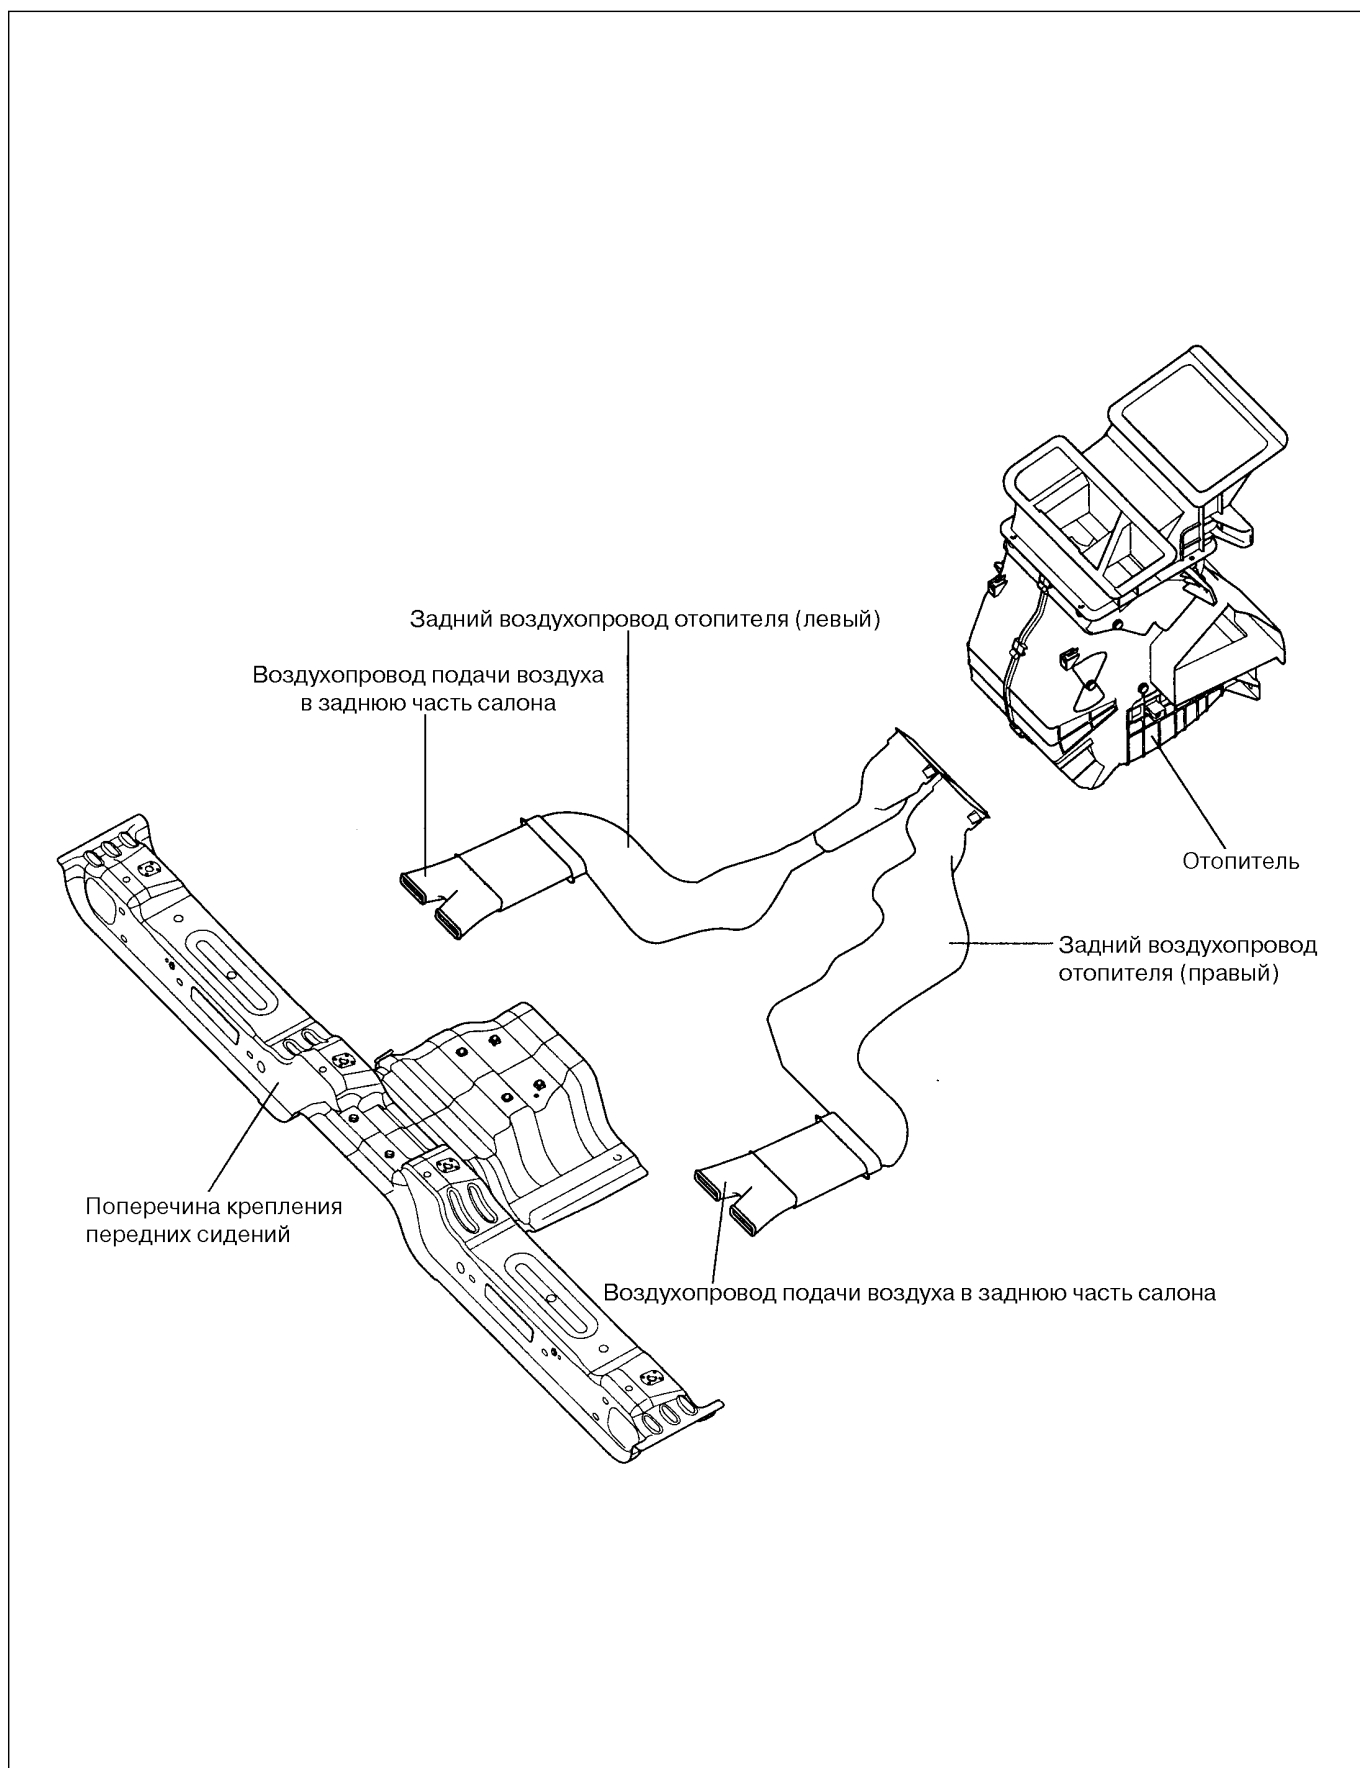 Задний воздухопровод отопителя (левый)
Воздухопровод подачи воздуха
в заднюю часть салона
Отопитель
Задний воздухопровод
отопителя (правый)
Поперечина крепления
передних сидений
Воздухопровод подачи воздуха в заднюю часть салона